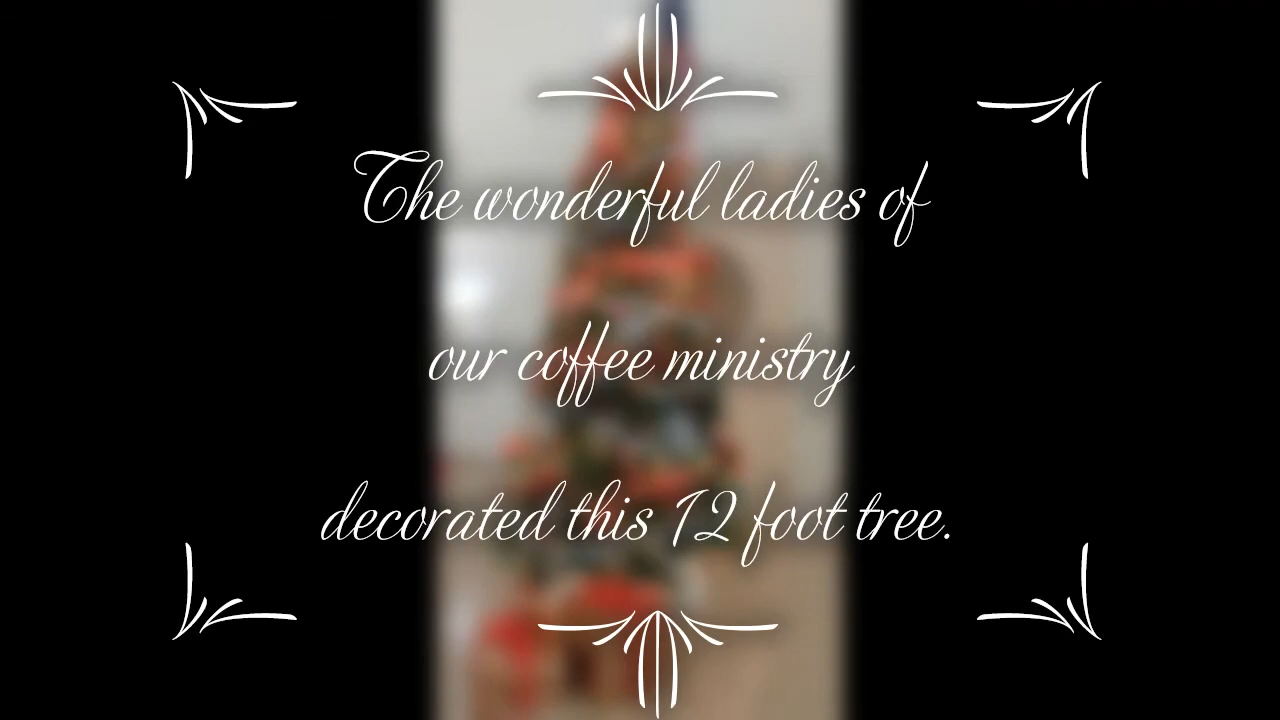 The wonderful ladies of
our coffee ministry
decorated this 12 foot tree.